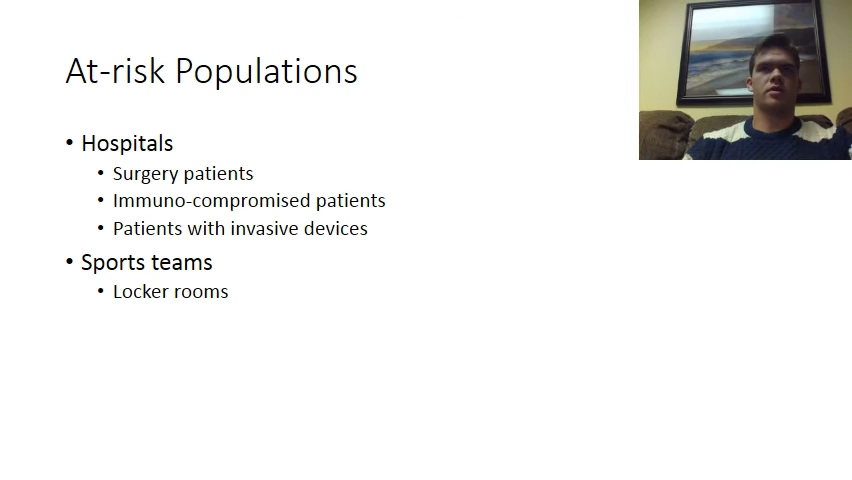 At-risk Populations
• Hospitals
• Surgery patients
• Immuno-compromised patients
• Patients with invasive devices
• Sports teams
• Locker rooms